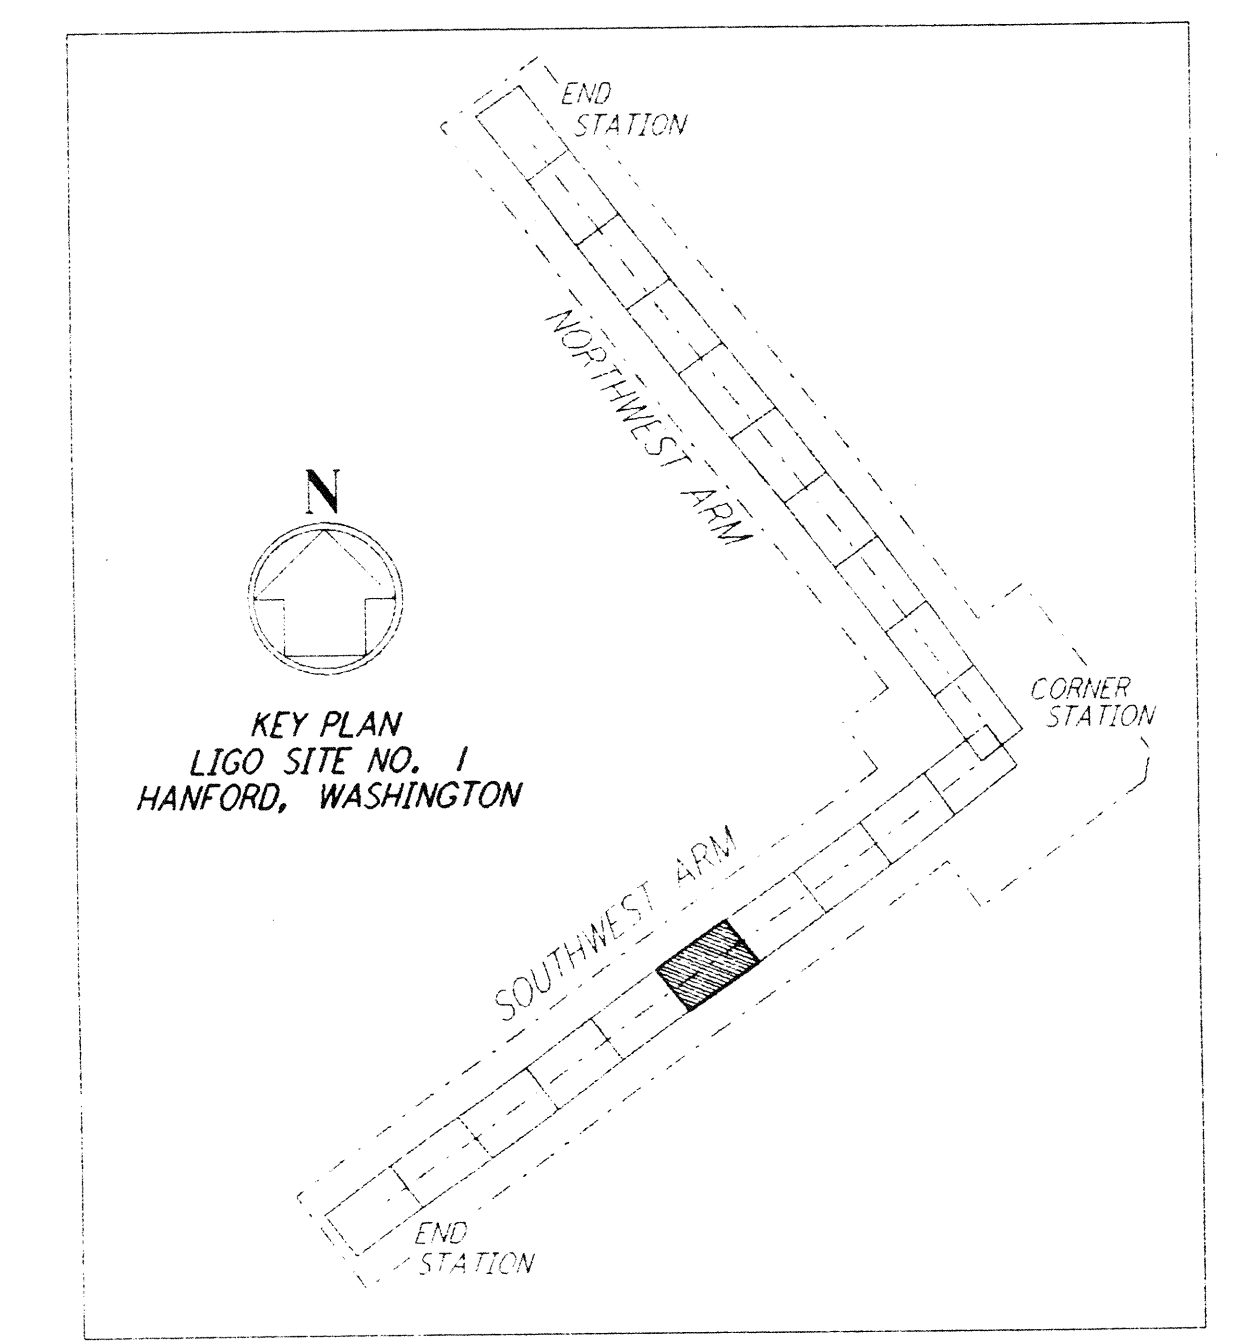 END
STATION
NORTHWEST ARM
N
CORNER
STATION
KEY PLAN
LIGO SITE NO. 1
HANFORD, WASHINGTON
SOUTHWEST ARM
END
STATION